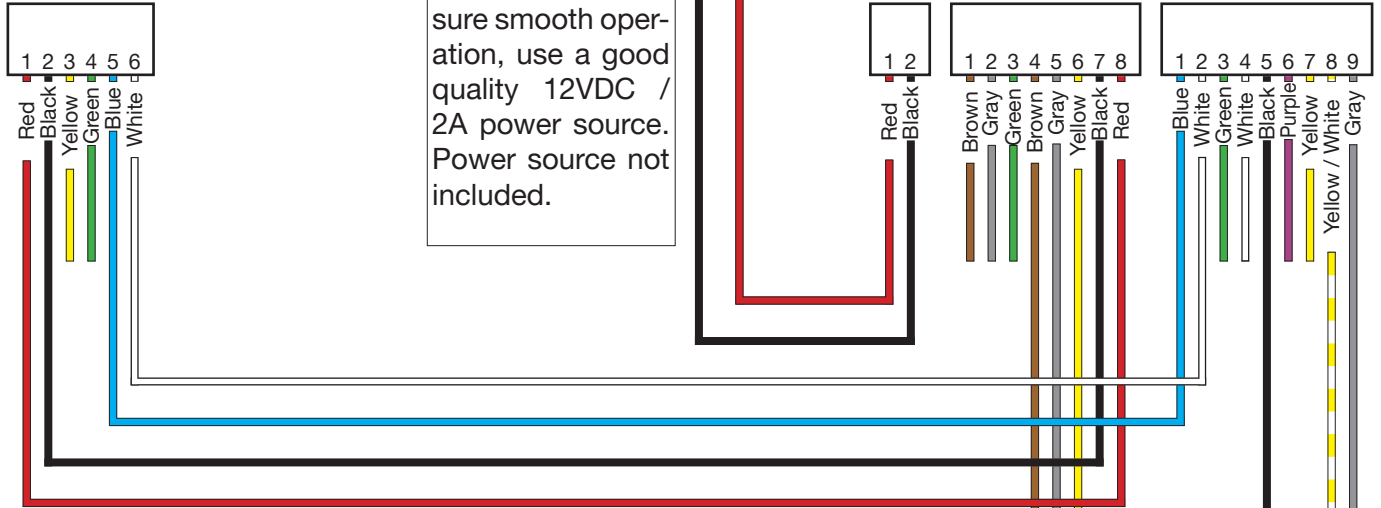 sure smooth oper-
ation, use a good
quality 12VDC /
2A power source.
Power source not
included.
1 2 3 4 5 6
Red
Black
Yellow
Green
Blue
White
1 2
Red
Black
1 2 3 4 5 6 7 8
Brown
Gray
Green
Brown
Gray
Yellow
Black
Red
1 2 3 4 5 6 7 8 9
Blue
White
Green
White
Black
Purple
Yellow
Yellow / White
Gray